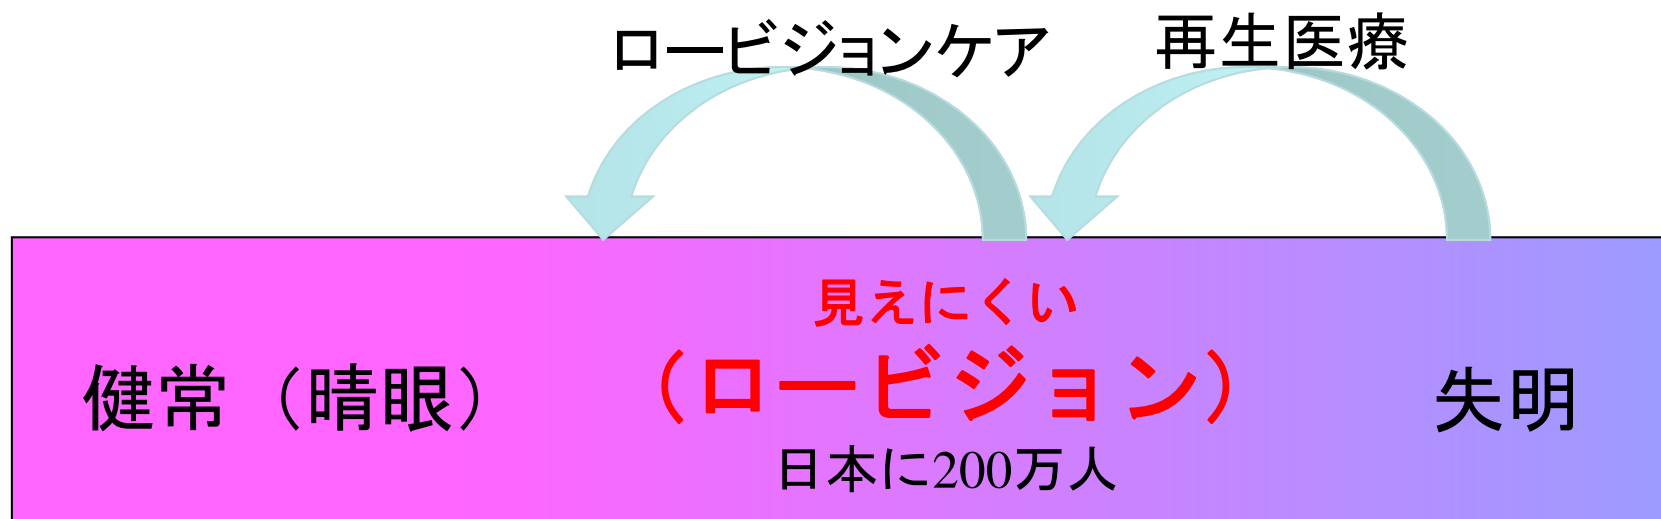 ロービジョンケア
再生医療
見えにくい
健常（晴眼）
（ロービジョン）
失明
日本に200万人